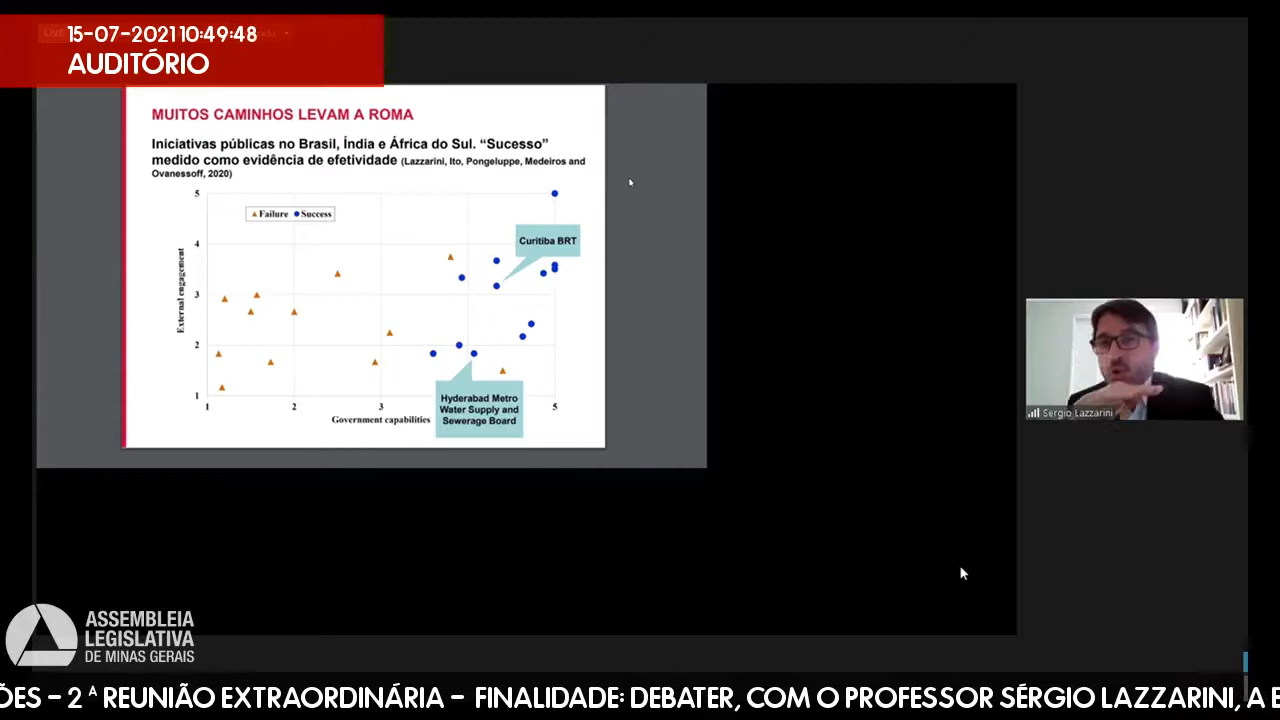 LIVE
15-07-2021 10:49:48
AUDITÓRIO
MUITOS CAMINHOS LEVAM A ROMA
Iniciativas públicas no Brasil, Índia e África do Sul. “Sucesso”
medido como evidência de efetividade (Lazzarini, Ito, Pongeluppe, Medeiros and
Ovanessoff, 2020)
Failure Success
External engagement
5
4
3
2
1
Curitiba BRT
Hyderabad Metro
Water Supply and
Sewerage Board
1 2 3 5
Government capabilities
Sergio Lazzarini
ASSEMBLEIA
LEGISLATIVA
DE MINAS GERAIS
ÕES – 2 ª REUNIÃO EXTRAORDINÁRIA – FINALIDADE: DEBATER, COM O PROFESSOR SÉRGIO LAZZARINI, A E